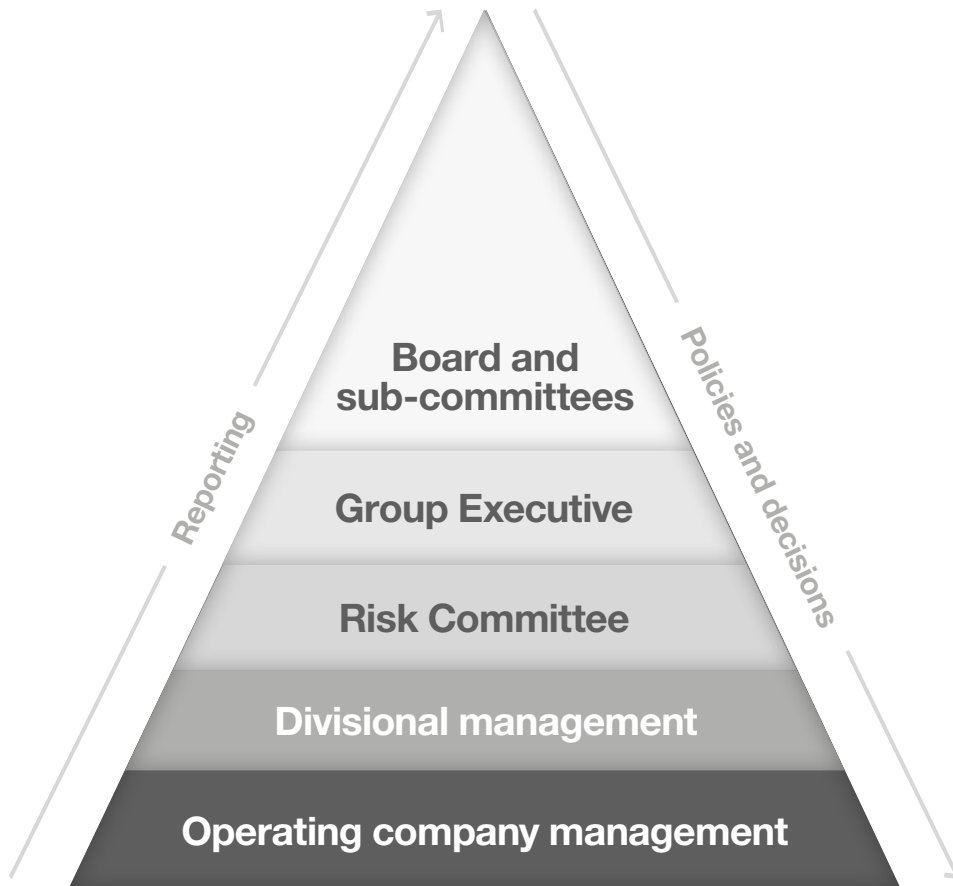 Board and
sub-committees
Group Executive
Risk Committee
Divisional management
Operating company management
Reporting
Policies and decisions